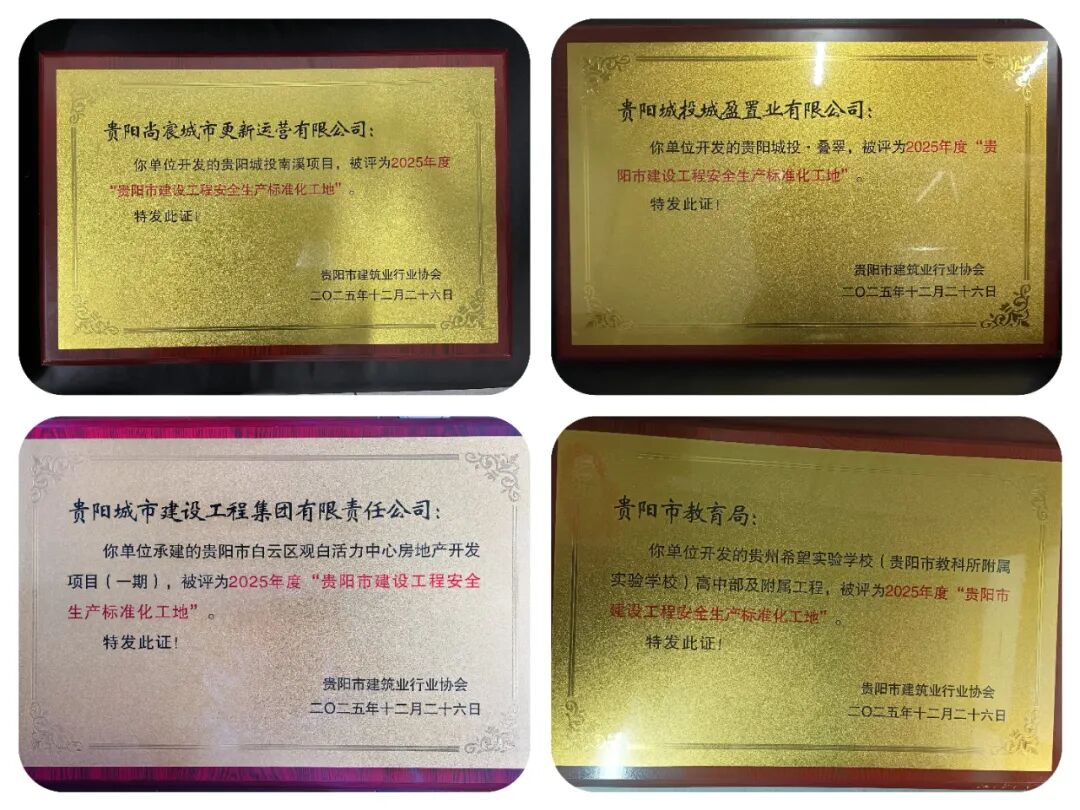 贵阳尚宸城市更新运营有限公司：
你单位开发的贵阳城投南溪项目，被评为2025年度
“贵阳市建设工程安全生产标准化工地”。
特发此证！
贵阳市建筑业行业协会
二〇二五年十二月二十六日
贵阳城投城盈置业有限公司：
你单位开发的贵阳城投·叠翠，被评为2025年度“贵
阳市建设工程安全生产标准化工地”。
特发此证！
贵阳市建筑业行业协会
二〇二五年十二月二十六日
贵阳城市建设工程集团有限责任公司：
你单位承建的贵阳市白云区观白活力中心房地产开发
项目（一期），被评为2025年度“贵阳市建设工程安全
生产标准化工地”。
特发此证！
贵阳市建筑业行业协会
二〇二五年十二月二十六日
贵阳市教育局：
你单位开发的贵州希望实验学校（贵阳市教科所附属
实验学校）高中部及附属工程，被评为2025年度“贵阳市
建设工程安全生产标准化工地”。
特发此证！
贵阳市建筑业行业协会
二〇二五年十二月二十六日